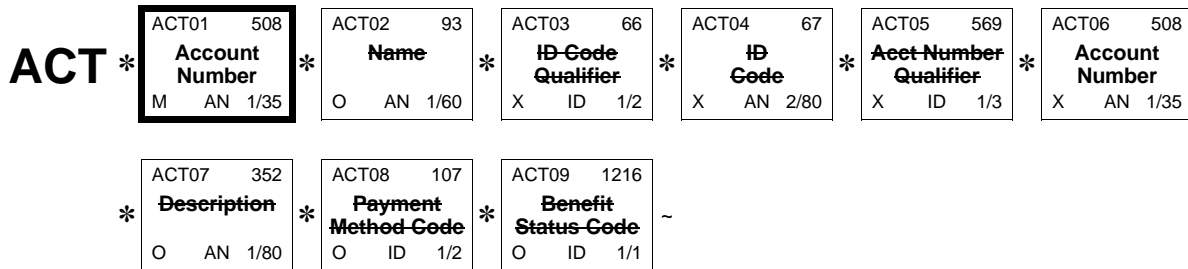 ACT * ACT01 508 * ACT02 93 * ACT03 66 * ACT04 67 * ACT05 569 * ACT06 508
Account Number Name ID Code Qualifier ID Code Acct Number Qualifier Account Number
M AN 1/35 O AN 1/60 X ID 1/2 X AN 2/80 X ID 1/3 X AN 1/35
* ACT07 352 * ACT08 107 * ACT09 1216 ~
Description Payment Method Code Benefit Status Code
O AN 1/80 O ID 1/2 O ID 1/1